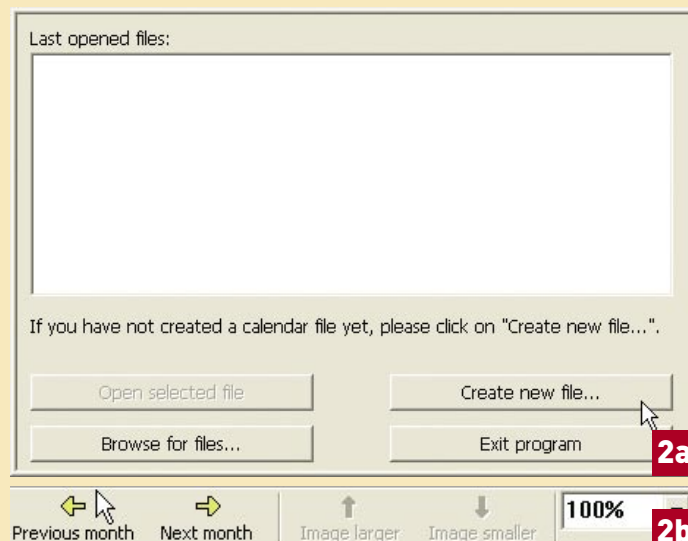 Last opened files:
If you have not created a calendar file yet, please click on "Create new file...".
Open selected file
Create new file...
Browse for files...
Exit program
2a
Previous month
Next month
Image larger
Image smaller
100%
2b